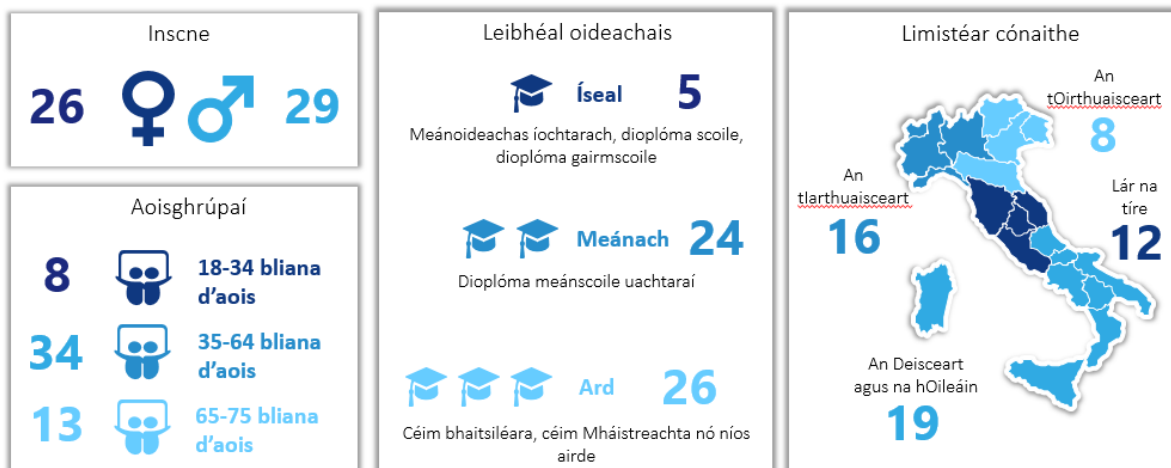 Inscne
26
29
Aoisghrúpaí
8
18-34 bliana
d'aois
34
35-64 bliana
d'aois
13
65-75 bliana
d'aois
Leibhéal oideachais
Íseal 5
Meánoideachas íochtarach, dioplóma scoile,
dioplóma gairmscoile
Meánach 24
Dioplóma meánscoile uachtaraí
Ard 26
Céim bhaitsiléara, céim Mháistreachta nó níos
airde
Limistéar cónaithe
An
tOirthuaisceart
8
An
tIarthuaisceart
16
Lár na
tíre
12
An Deisceart
agus na hOileáin
19